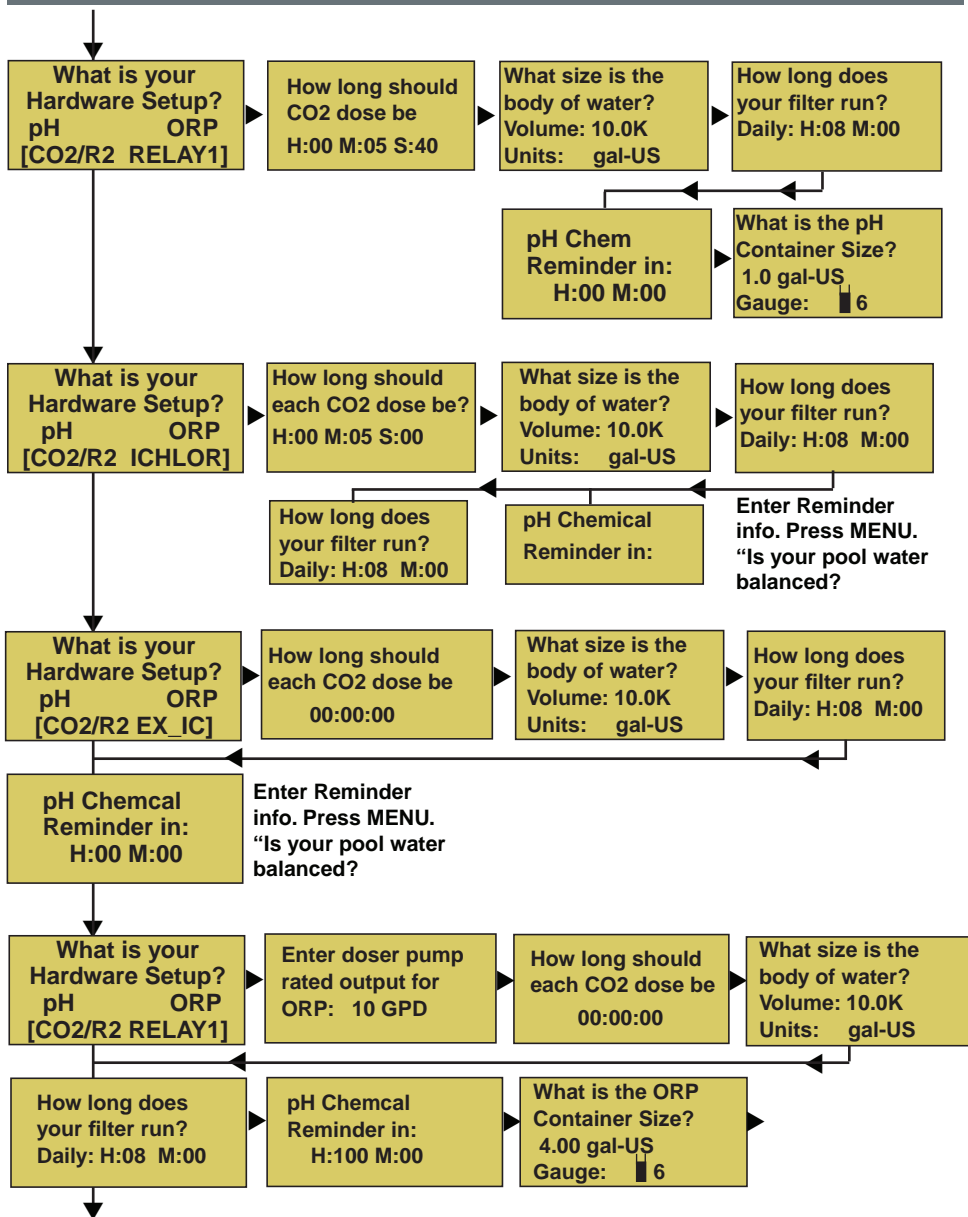 What is your
Hardware Setup?
pH ORP
[CO2/R2 RELAY1]
How long should
CO2 dose be
H:00 M:05 S:40
What size is the
body of water?
Volume: 10.0K
Units: gal-US
How long does
your filter run?
Daily: H:08 M:00
pH Chem
Reminder in:
H:00 M:00
What is the pH
Container Size?
1.0 gal-US
Gauge: 6
What is your
Hardware Setup?
pH ORP
[CO2/R2 ICHLOR]
How long should
each CO2 dose be?
H:00 M:05 S:00
What size is the
body of water?
Volume: 10.0K
Units: gal-US
How long does
your filter run?
Daily: H:08 M:00
How long does
your filter run?
Daily: H:08 M:00
pH Chemical
Reminder in:
Enter Reminder
info. Press MENU.
“Is your pool water
balanced?
What is your
Hardware Setup?
pH ORP
[CO2/R2 EX_IC]
How long should
each CO2 dose be
00:00:00
What size is the
body of water?
Volume: 10.0K
Units: gal-US
How long does
your filter run?
Daily: H:08 M:00
pH Chemcal
Reminder in:
H:00 M:00
Enter Reminder
info. Press MENU.
“Is your pool water
balanced?
What is your
Hardware Setup?
pH ORP
[CO2/R2 RELAY1]
Enter doser pump
rated output for
ORP: 10 GPD
How long should
each CO2 dose be
00:00:00
What size is the
body of water?
Volume: 10.0K
Units: gal-US
How long does
your filter run?
Daily: H:08 M:00
pH Chemcal
Reminder in:
H:100 M:00
What is the ORP
Container Size?
4.00 gal-US
Gauge: 6